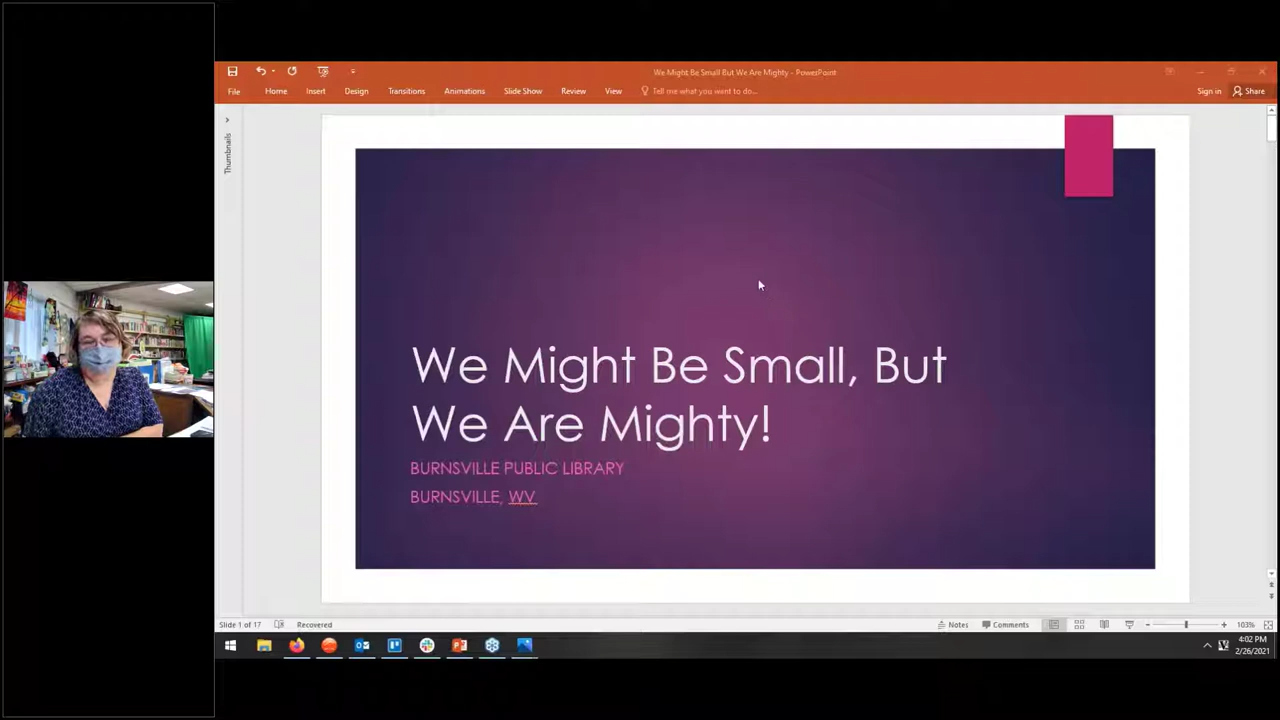 We Might Be Small But We Are Mighty - PowerPoint
File Home Insert Design Transitions Animations Slide Show Review View Tell me what you want to do... Sign in Share
Thumbnails
We Might Be Small, But
We Are Mighty!
BURNSVILLE PUBLIC LIBRARY
BURNSVILLE, WV
Slide 1 of 17 Recovered Notes Comments 103%
4:02 PM
2/26/2021